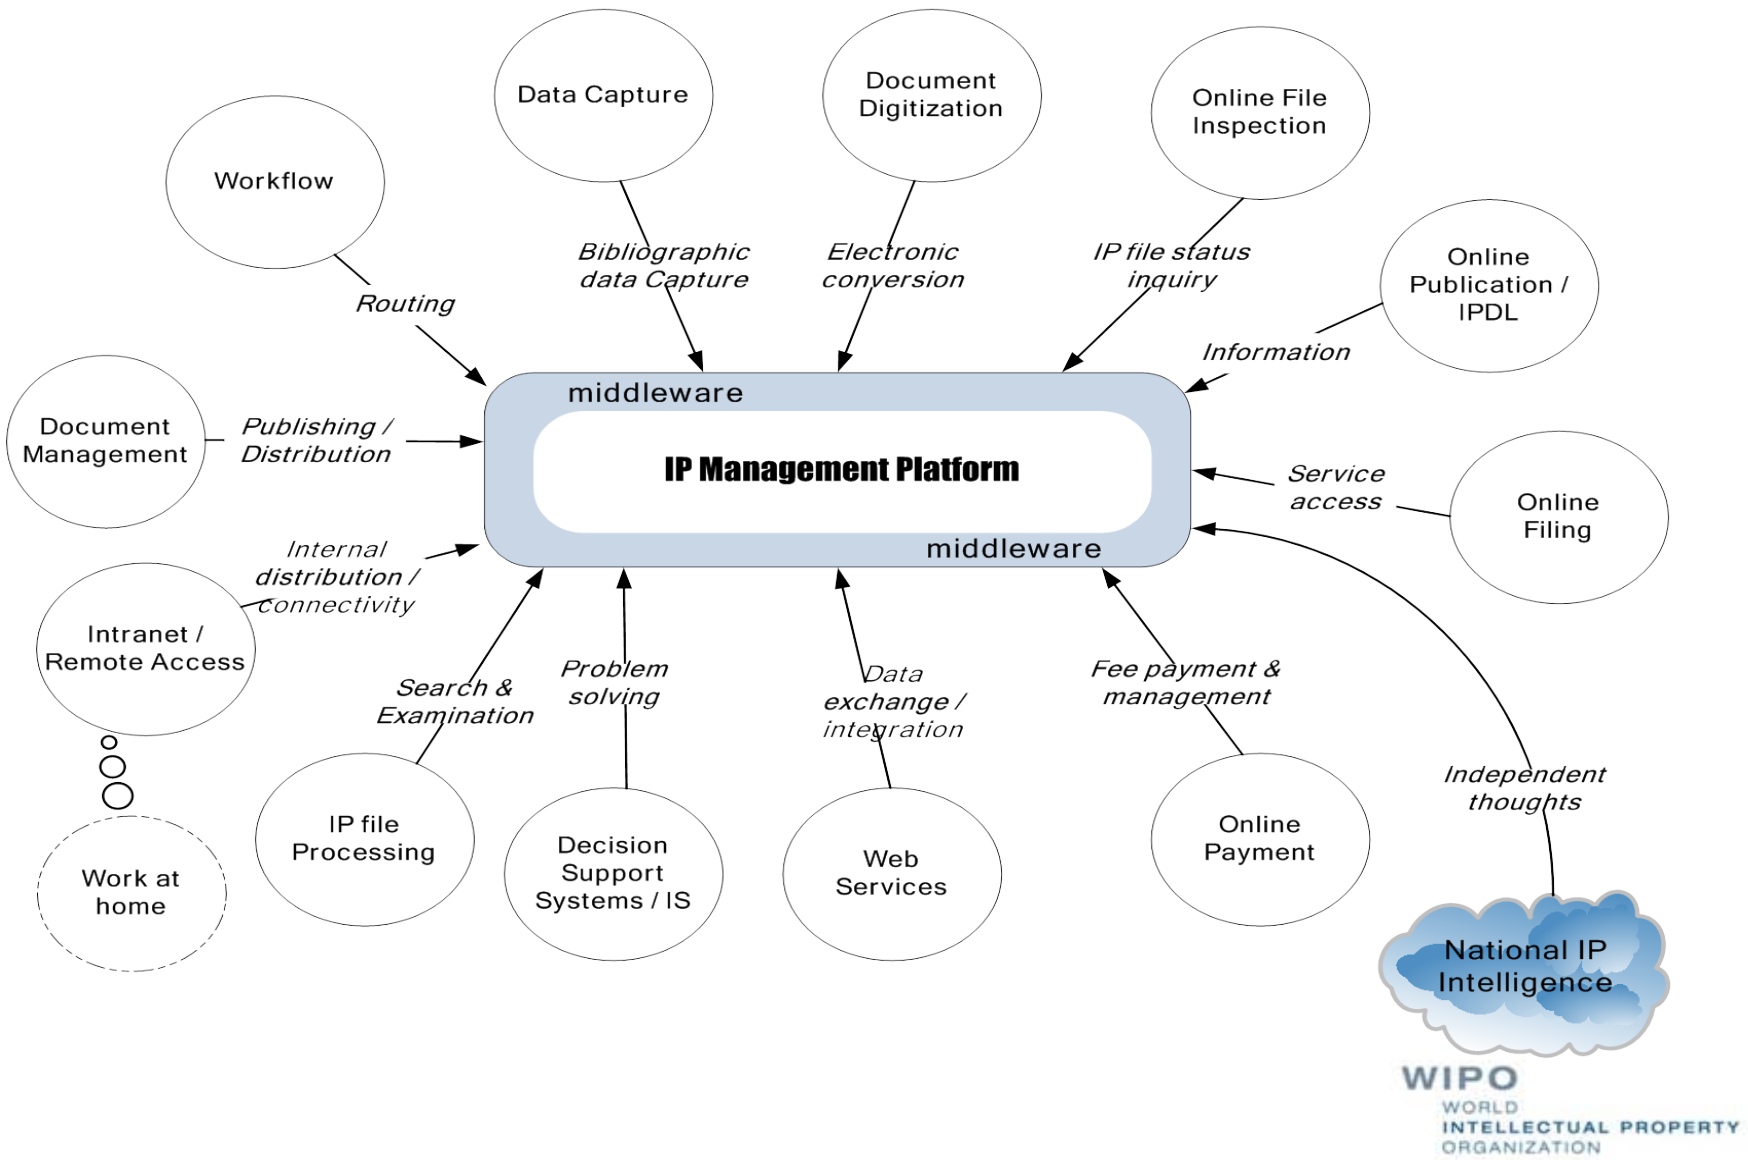 Data Capture
Document
Digitization
Online File
Inspection
Workflow
Online
Publication /
IPDL
Bibliographic
data Capture
Electronic
conversion
IP file status
inquiry
Routing
Information
middleware
Document
Management
Publishing /
Distribution
IP Management Platform
Service
access
Online
Filing
middleware
Internal
distribution /
connectivity
Intranet /
Remote Access
Search &
Examination
Problem
solving
Data
exchange /
integration
Fee payment &
management
Independent
thoughts
Work at
home
IP file
Processing
Decision
Support
Systems / IS
Web
Services
Online
Payment
National IP
Intelligence
WIPO
WORLD
INTELLECTUAL PROPERTY
ORGANIZATION